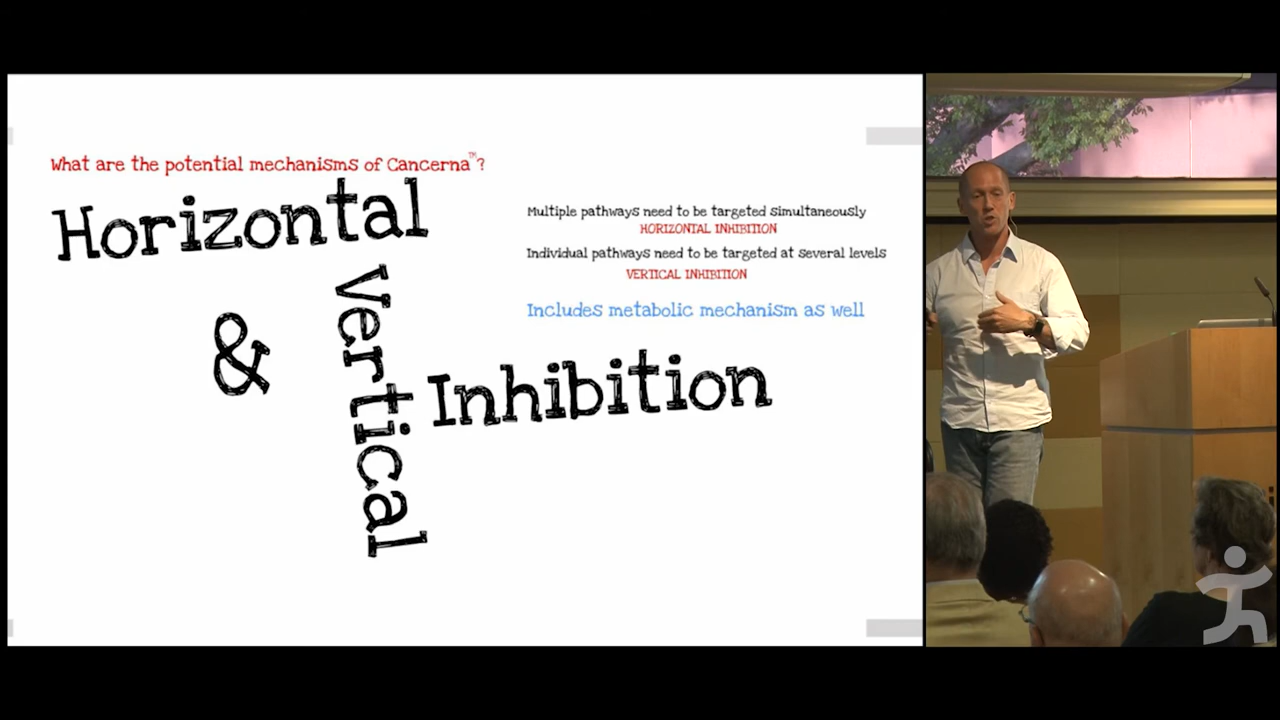 What are the potential mechanisms of Cancerna™?
Horizontal
&
Vertical
Inhibition
Multiple pathways need to be targeted simultaneously
HORIZONTAL INHIBITION
Individual pathways need to be targeted at several levels
VERTICAL INHIBITION
Includes metabolic mechanism as well